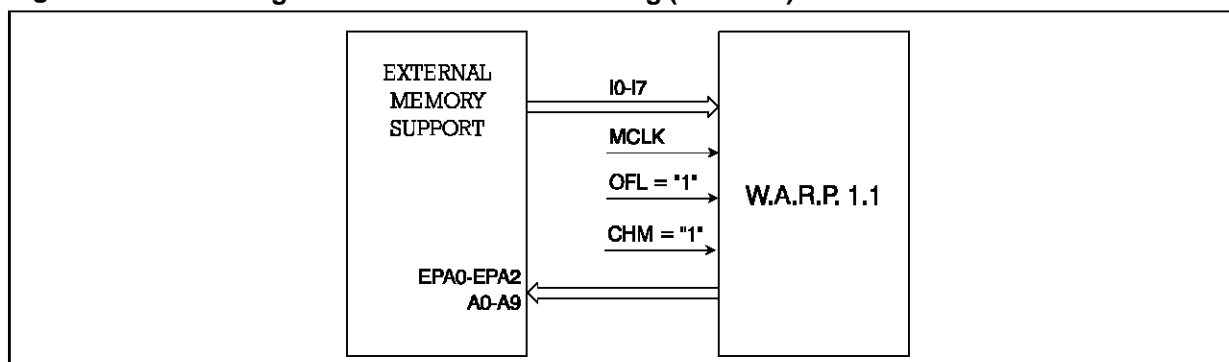 EXTERNAL
MEMORY
SUPPORT
I0-I7
MCLK
OFL = "1"
CHM = "1"
W.A.R.P. 1.1
EPA0-EPA2
A0-A9